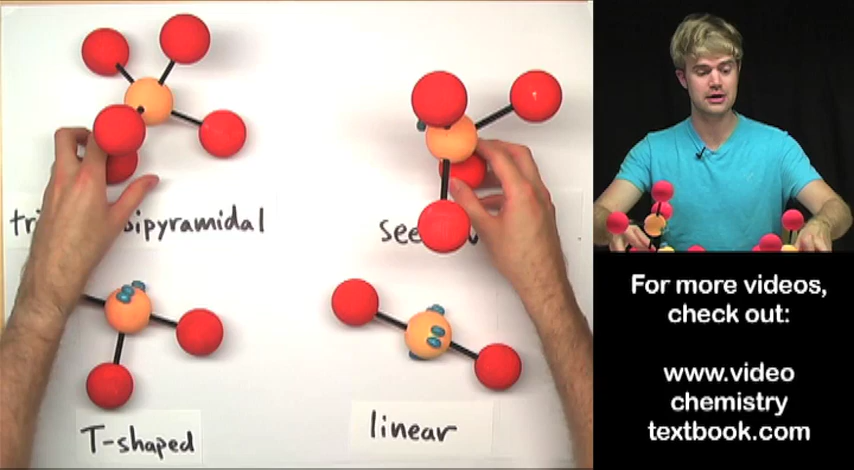 bipyramidal
T-shaped
linear
For more videos,
check out:
www.video
chemistry
textbook.com